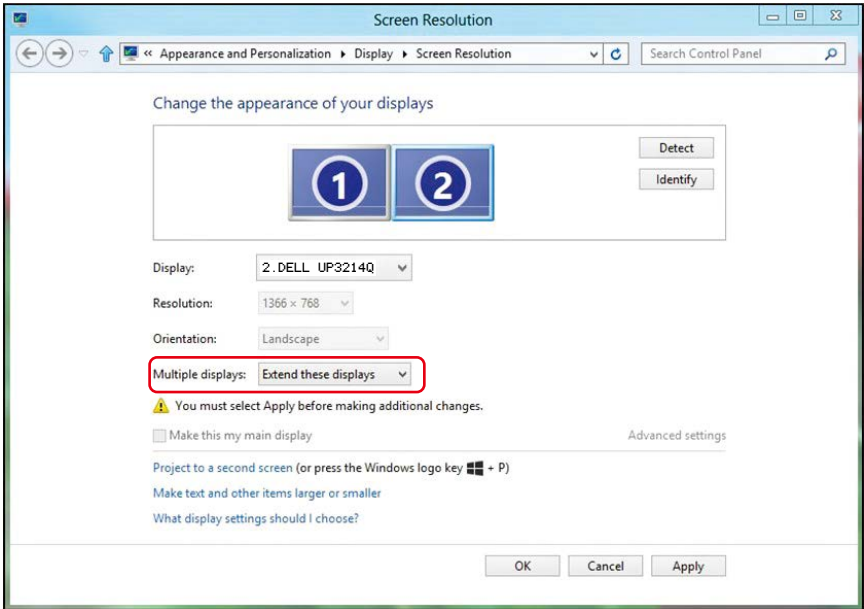 Screen Resolution
« Appearance and Personalization Display Screen Resolution Search Control Panel
Change the appearance of your displays
1 2
Detect
Identify
Display: 2.DELL UP3214Q
Resolution: 1366 × 768
Orientation: Landscape
Multiple displays: Extend these displays
You must select Apply before making additional changes.
Make this my main display Advanced settings
Project to a second screen (or press the Windows logo key + P)
Make text and other items larger or smaller
What display settings should I choose?
OK Cancel Apply